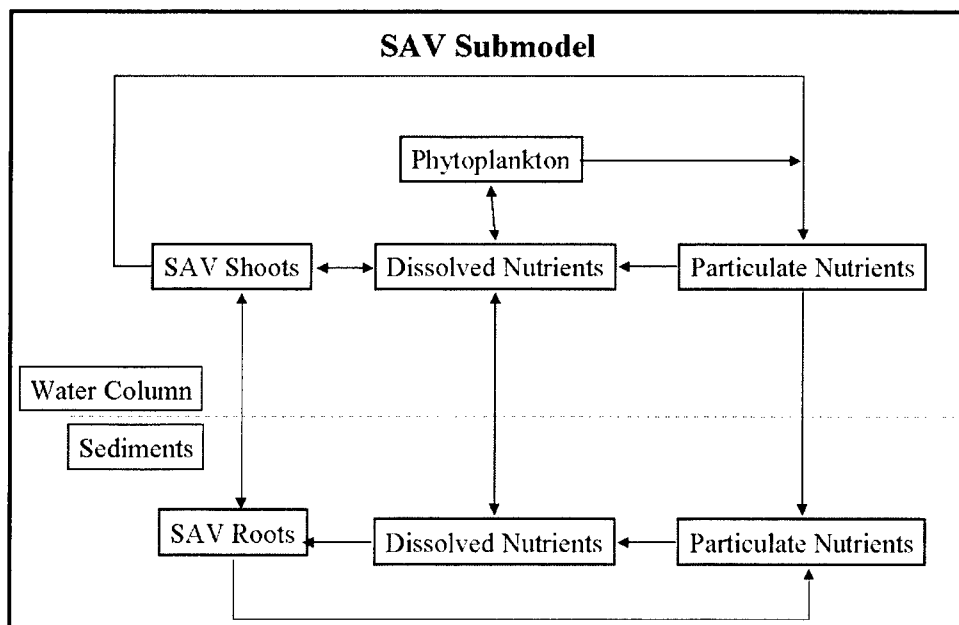 SAV Submodel
Phytoplankton
SAV Shoots
Dissolved Nutrients
Particulate Nutrients
Water Column
Sediments
SAV Roots
Dissolved Nutrients
Particulate Nutrients